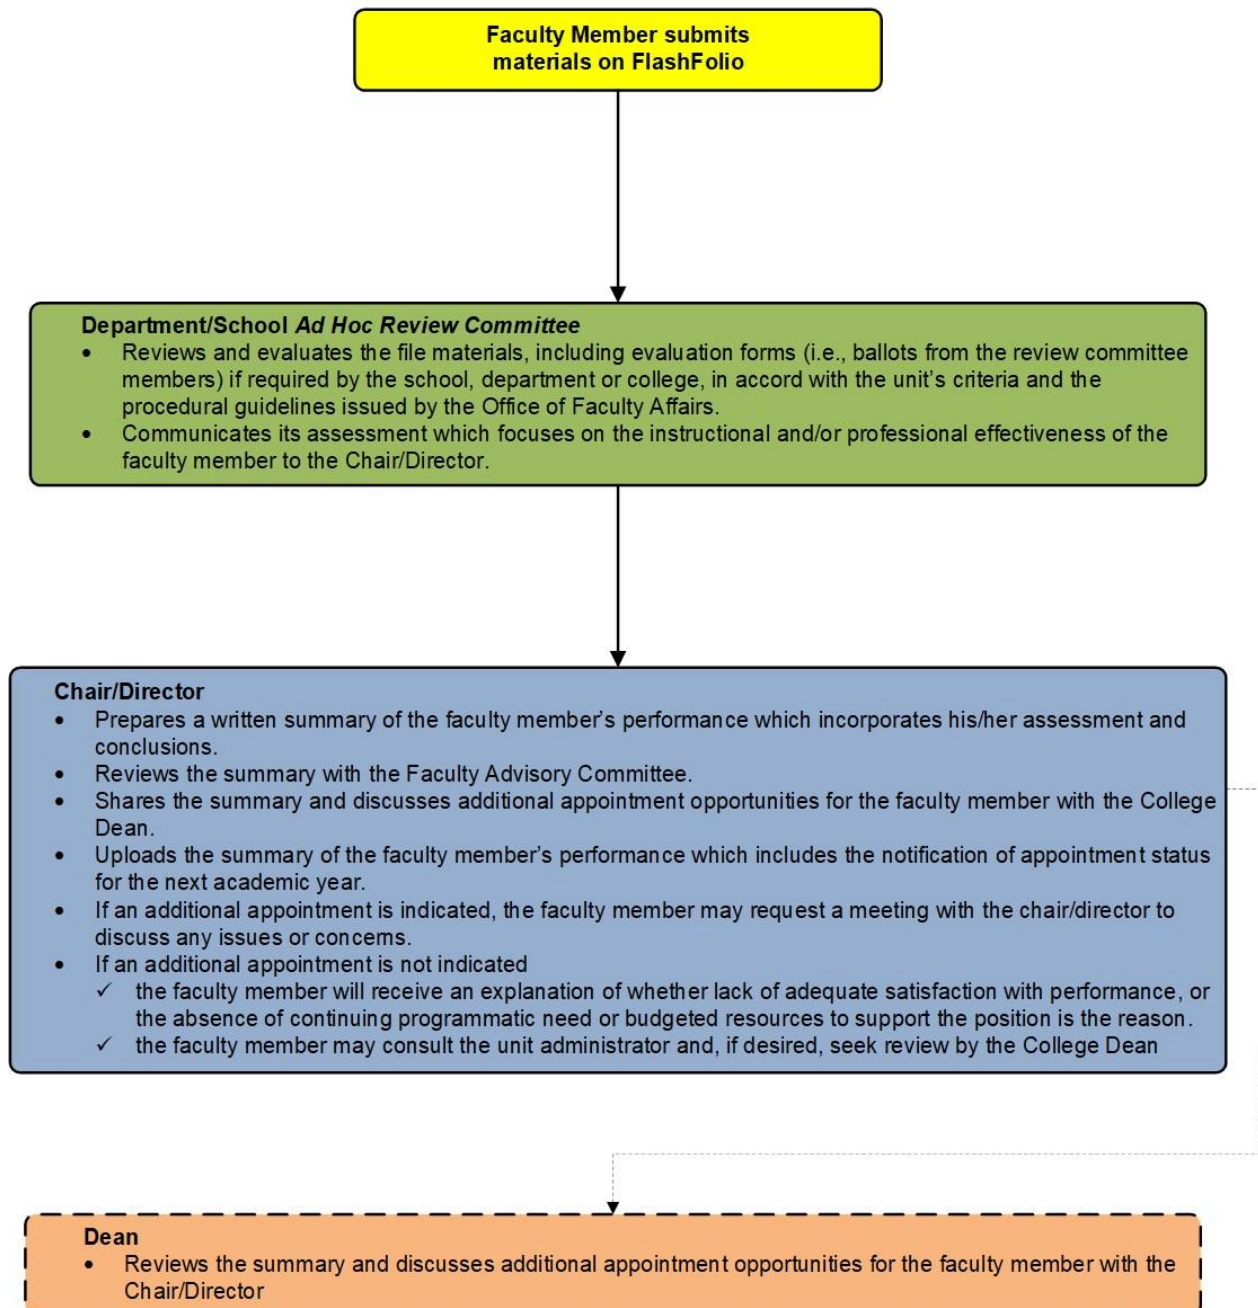 Faculty Member submits
materials on FlashFolio
Department/School Ad Hoc Review Committee
• Reviews and evaluates the file materials, including evaluation forms (i.e., ballots from the review committee
members) if required by the school, department or college, in accord with the unit's criteria and the
procedural guidelines issued by the Office of Faculty Affairs.
• Communicates its assessment which focuses on the instructional and/or professional effectiveness of the
faculty member to the Chair/Director.
Chair/Director
• Prepares a written summary of the faculty member's performance which incorporates his/her assessment and
conclusions.
• Reviews the summary with the Faculty Advisory Committee.
• Shares the summary and discusses additional appointment opportunities for the faculty member with the College
Dean.
• Uploads the summary of the faculty member's performance which includes the notification of appointment status
for the next academic year.
• If an additional appointment is indicated, the faculty member may request a meeting with the chair/director to
discuss any issues or concerns.
• If an additional appointment is not indicated
✓ the faculty member will receive an explanation of whether lack of adequate satisfaction with performance, or
the absence of continuing programmatic need or budgeted resources to support the position is the reason.
✓ the faculty member may consult the unit administrator and, if desired, seek review by the College Dean
Dean
• Reviews the summary and discusses additional appointment opportunities for the faculty member with the
Chair/Director